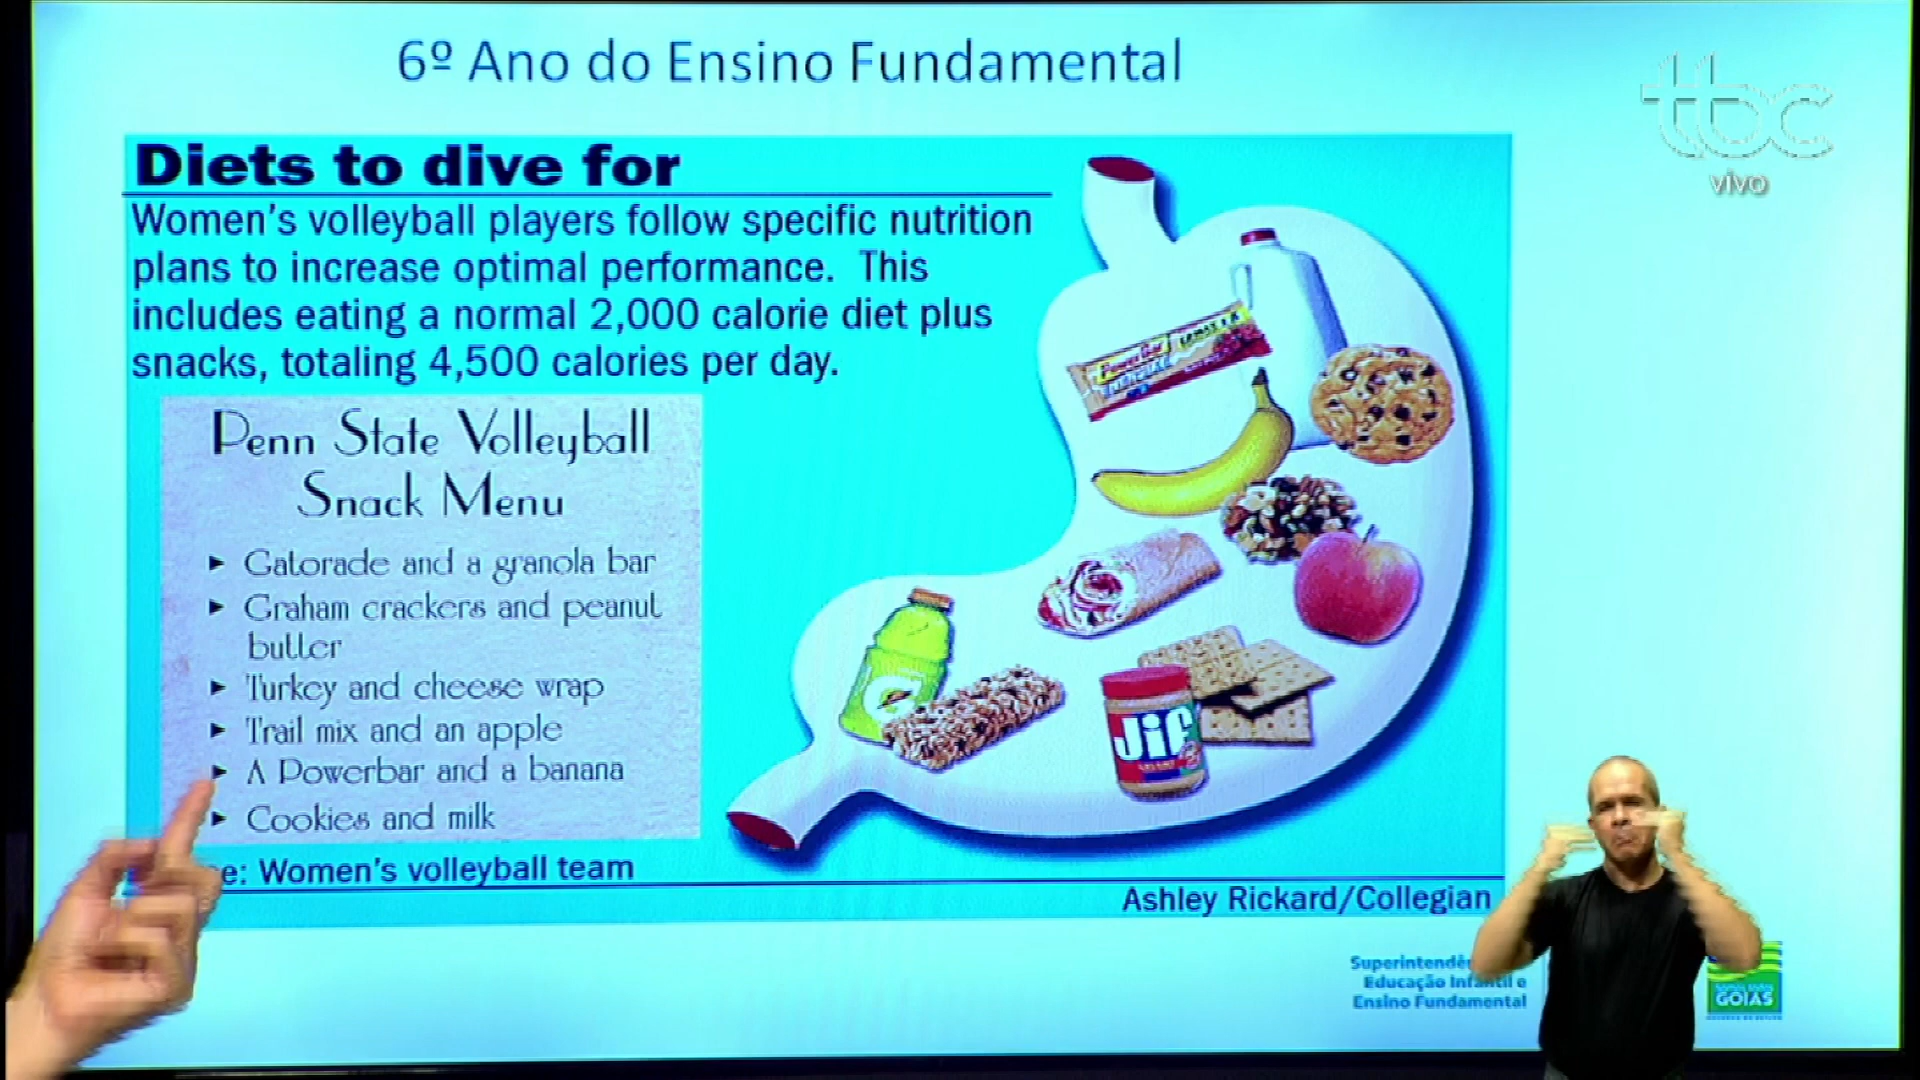 6º Ano do Ensino Fundamental
tbc
vivo
Diets to dive for
Women's volleyball players follow specific nutrition
plans to increase optimal performance. This
includes eating a normal 2,000 calorie diet plus
snacks, totaling 4,500 calories per day.
Penn State Volleyball
Snack Menu
► Gatorade and a granola bar
► Graham crackers and peanut
butter
► Turkey and cheese wrap
► Trail mix and an apple
► A Powerbar and a banana
► Cookies and milk
Jif
e: Women's volleyball team
Ashley Rickard/Collegian
Educação Infantil e
Ensino Fundamental
GOIÁS